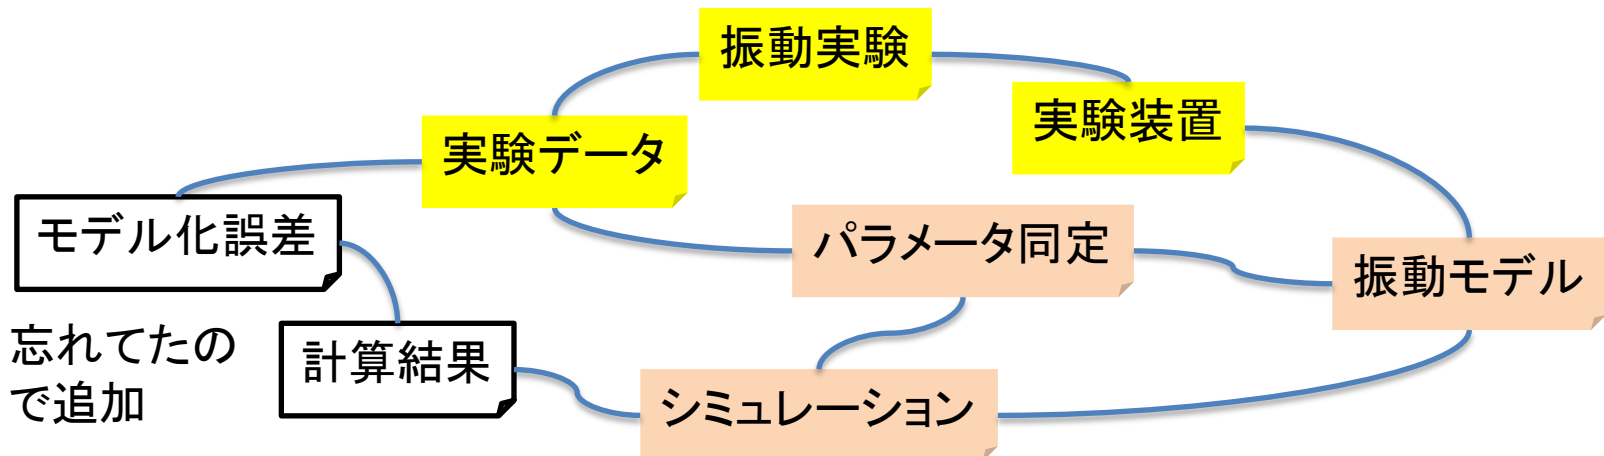 振動実験
実験装置
実験データ
モデル化誤差
パラメータ同定
振動モデル
忘れてたの
で追加
計算結果
シミュレーション